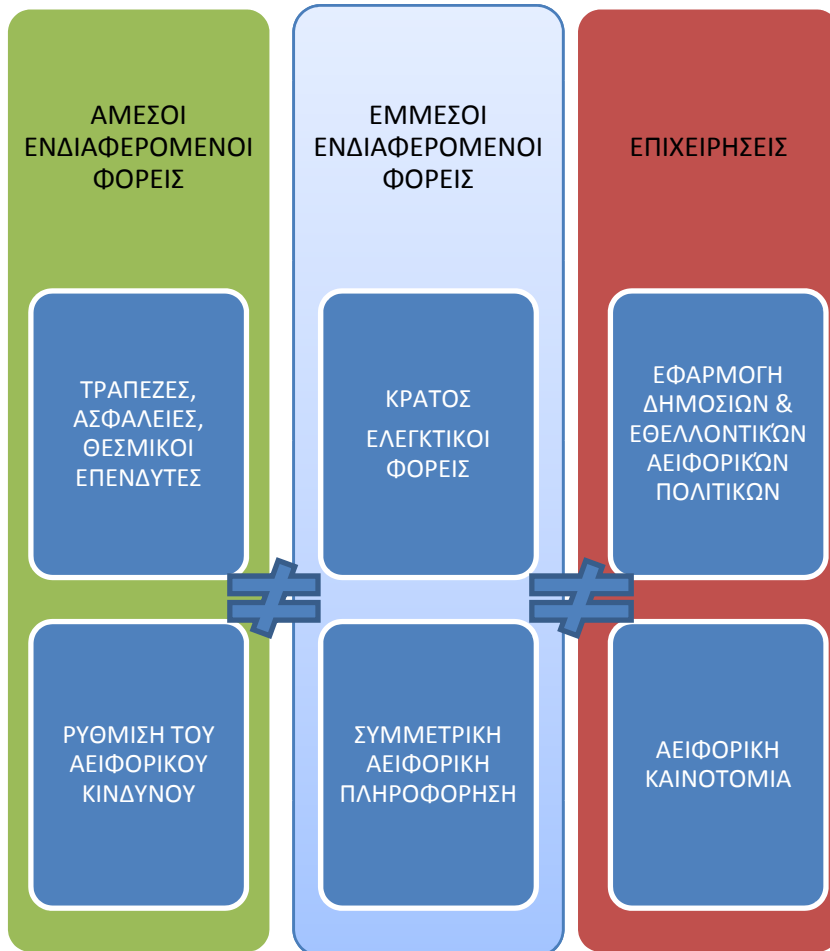 ΑΜΕΣΟΙ
ΕΝΔΙΑΦΕΡΟΜΕΝΟΙ
ΦΟΡΕΙΣ
ΤΡΑΠΕΖΕΣ,
ΑΣΦΑΛΕΙΕΣ,
ΘΕΣΜΙΚΟΙ
ΕΠΕΝΔΥΤΕΣ
ΡΥΘΜΙΣΗ ΤΟΥ
ΑΕΙΦΟΡΙΚΟΥ
ΚΙΝΔΥΝΟΥ
ΕΜΜΕΣΟΙ
ΕΝΔΙΑΦΕΡΟΜΕΝΟΙ
ΦΟΡΕΙΣ
ΚΡΑΤΟΣ
ΕΛΕΓΚΤΙΚΟΙ
ΦΟΡΕΙΣ
ΣΥΜΜΕΤΡΙΚΗ
ΑΕΙΦΟΡΙΚΗ
ΠΛΗΡΟΦΟΡΗΣΗ
ΕΠΙΧΕΙΡΗΣΕΙΣ
ΕΦΑΡΜΟΓΗ
ΔΗΜΟΣΙΩΝ &
ΕΘΕΛΛΟΝΤΙΚΏΝ
ΑΕΙΦΟΡΙΚΏΝ
ΠΟΛΙΤΙΚΩΝ
ΑΕΙΦΟΡΙΚΗ
ΚΑΙΝΟΤΟΜΙΑ